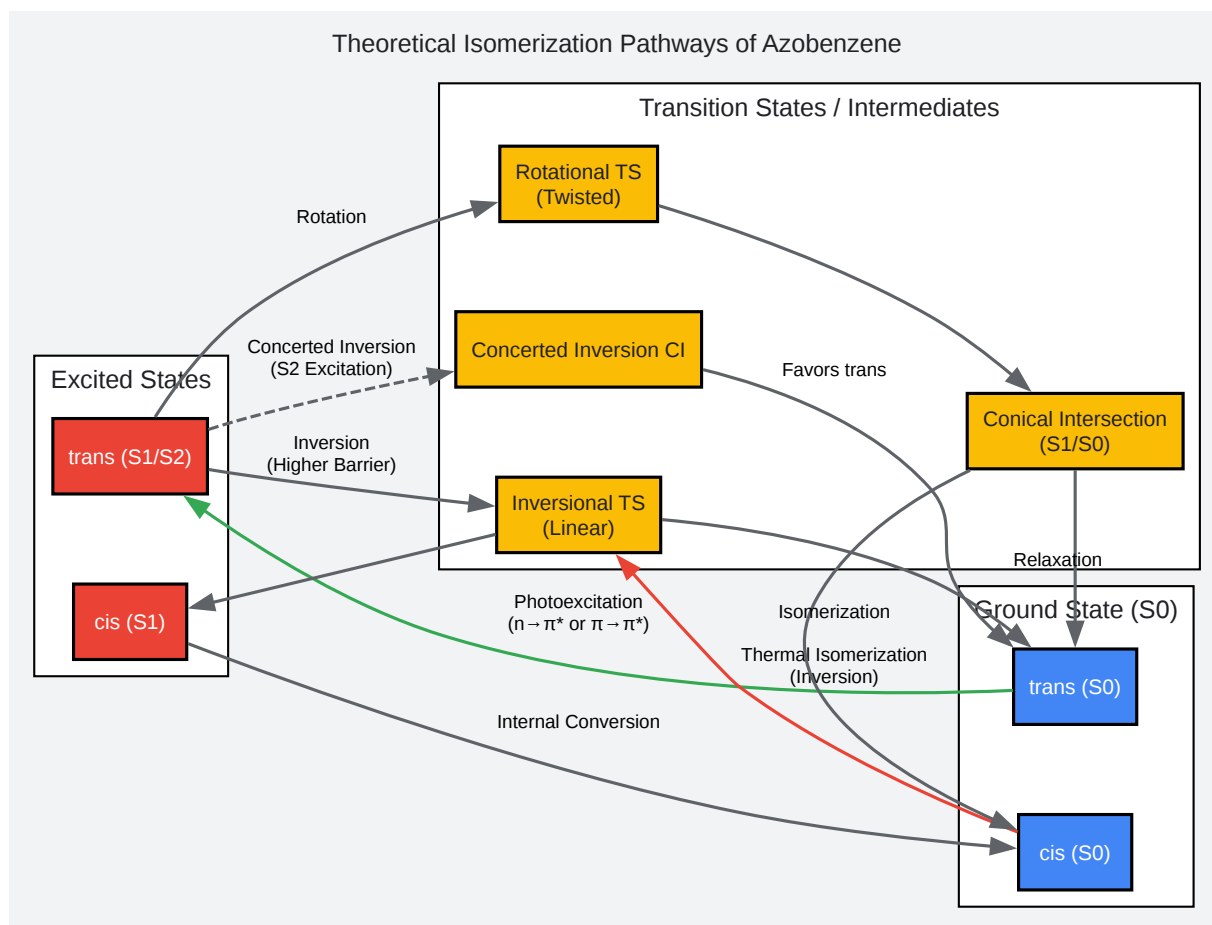 Theoretical Isomerization Pathways of Azobenzene
Transition States / Intermediates
Rotational TS
(Twisted)
Rotation
Concerted Inversion
(S2 Excitation)
Concerted Inversion CI
Favors trans
Excited States
trans (S1/S2)
Inversion
(Higher Barrier)
Conical Intersection
(S1/S0)
Inversional TS
(Linear)
Relaxation
cis (S1)
Photoexcitation
(n→π* or π→π*)
Isomerization
Ground State (S0)
Thermal Isomerization
(Inversion)
trans (S0)
Internal Conversion
cis (S0)